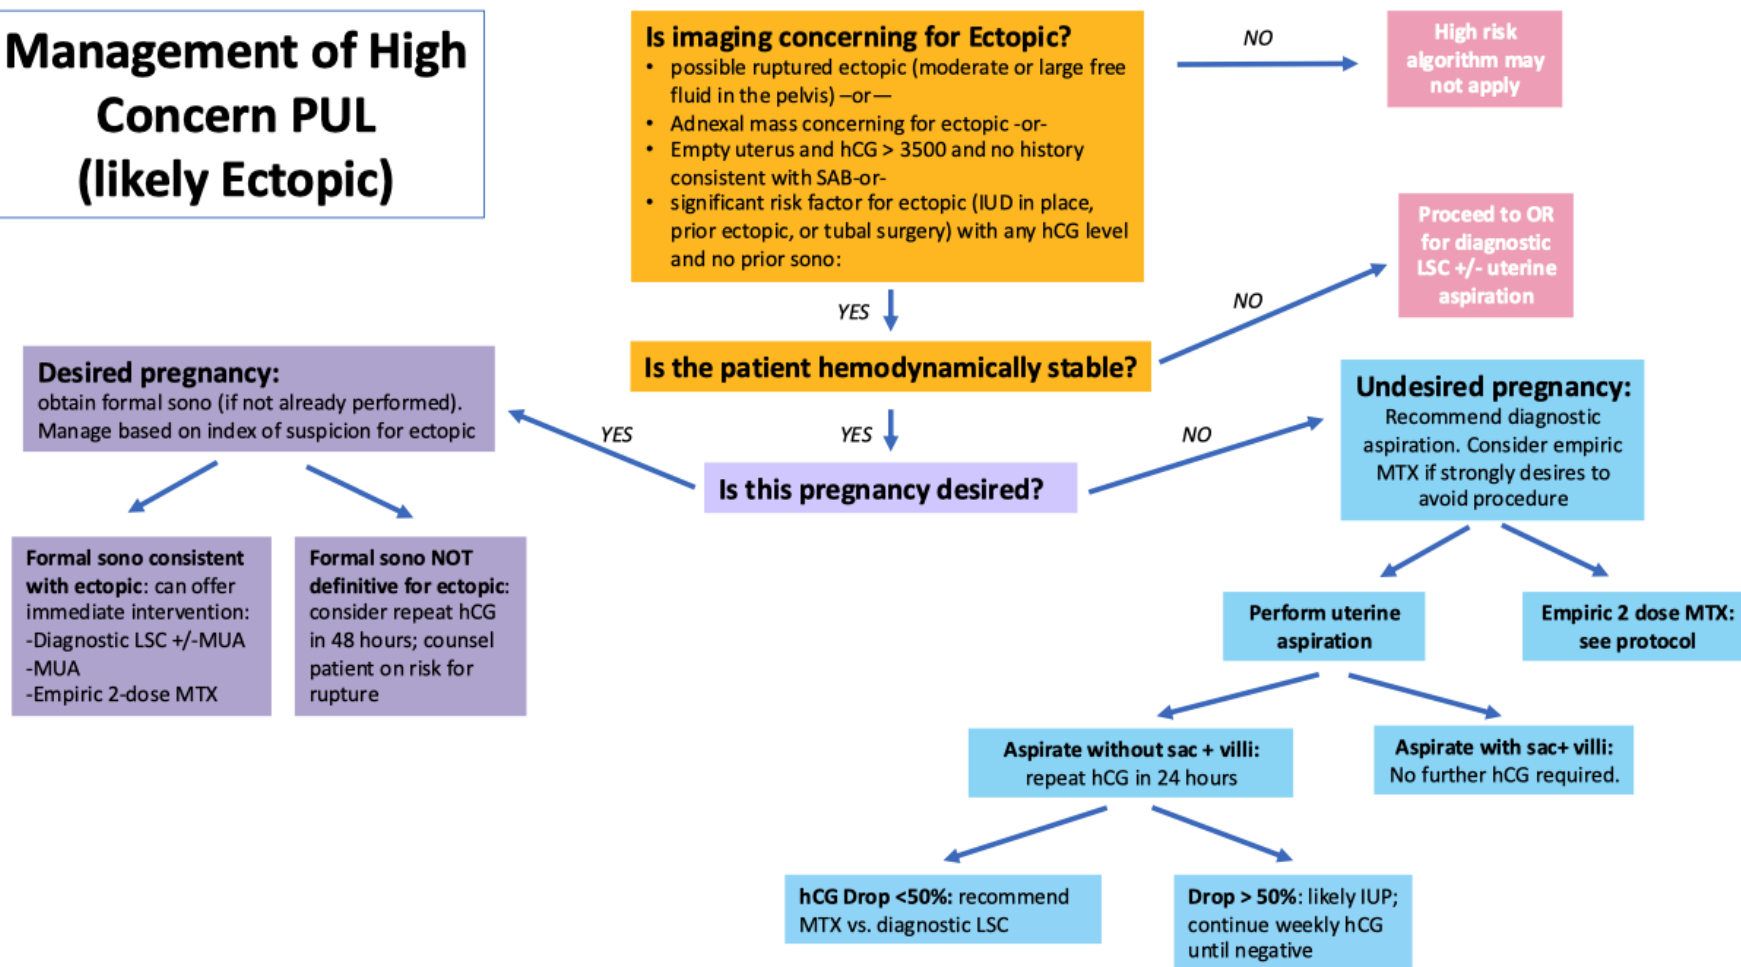 Management of High
Concern PUL
(likely Ectopic)
Is imaging concerning for Ectopic?
• possible ruptured ectopic (moderate or large free
fluid in the pelvis) –or—
• Adnexal mass concerning for ectopic -or-
• Empty uterus and hCG > 3500 and no history
consistent with SAB-or-
• significant risk factor for ectopic (IUD in place,
prior ectopic, or tubal surgery) with any hCG level
and no prior sono:
NO
High risk
algorithm may
not apply
YES
Is the patient hemodynamically stable?
NO
Proceed to OR
for diagnostic
LSC +/- uterine
aspiration
YES
Is this pregnancy desired?
YES
Desired pregnancy:
obtain formal sono (if not already performed).
Manage based on index of suspicion for ectopic
Formal sono consistent
with ectopic: can offer
immediate intervention:
-Diagnostic LSC +/-MUA
-MUA
-Empiric 2-dose MTX
Formal sono NOT
definitive for ectopic:
consider repeat hCG
in 48 hours; counsel
patient on risk for
rupture
NO
Undesired pregnancy:
Recommend diagnostic
aspiration. Consider empiric
MTX if strongly desires to
avoid procedure
Perform uterine
aspiration
Empiric 2 dose MTX:
see protocol
Aspirate without sac + villi:
repeat hCG in 24 hours
Aspirate with sac+ villi:
No further hCG required.
hCG Drop <50%: recommend
MTX vs. diagnostic LSC
Drop > 50%: likely IUP;
continue weekly hCG
until negative